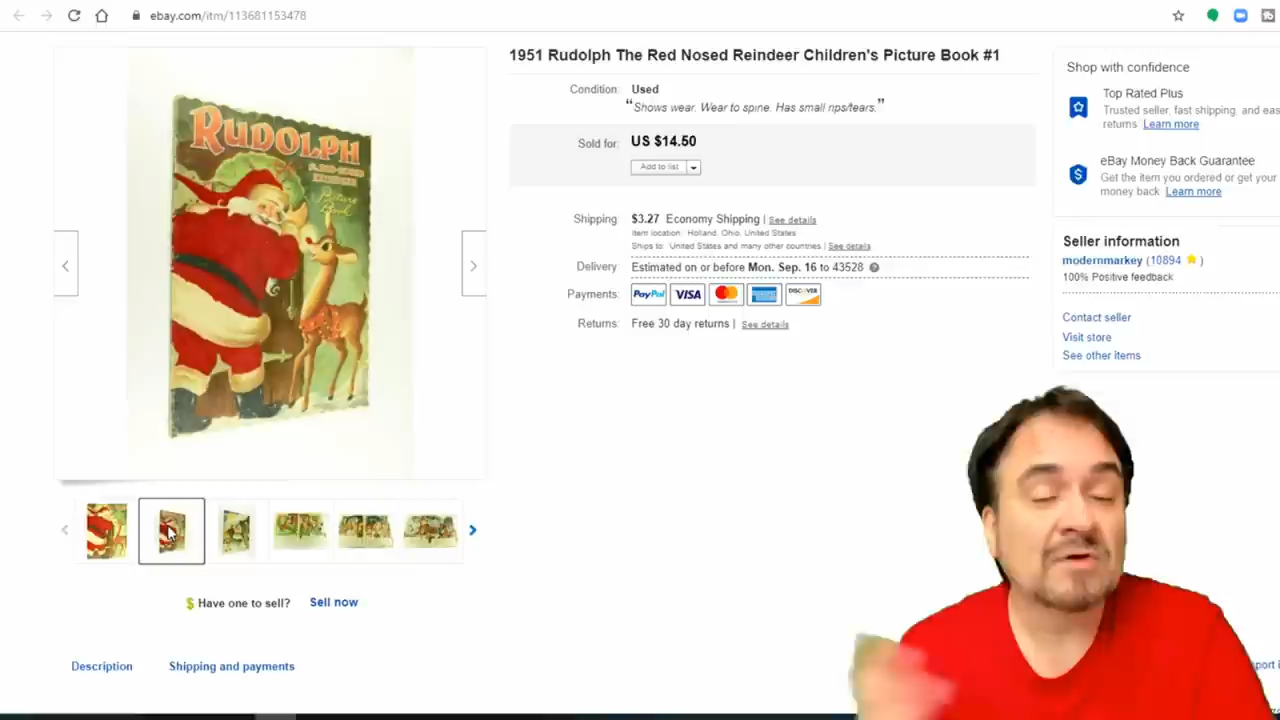 ebay.com/itm/113681153478
1951 Rudolph The Red Nosed Reindeer Children's Picture Book #1
Condition: Used
"Shows wear. Wear to spine. Has small rips/tears."
Sold for: US $14.50
Add to list
Shipping: $3.27 Economy Shipping | See details
Item location: Holland, Ohio, United States
Ships to: United States and many other countries | See details
Delivery: Estimated on or before Mon. Sep. 16 to 43528
Payments: PayPal VISA DISCOVER
Returns: Free 30 day returns | See details
Shop with confidence
Top Rated Plus
Trusted seller, fast shipping, and eas
returns Learn more
eBay Money Back Guarantee
Get the item you ordered or get your
money back Learn more
Seller information
modernmarkey (10894 )
100% Positive feedback
Contact seller
Visit store
See other items
RUDOLPH
Picture
Book
$ Have one to sell? Sell now
Description Shipping and payments
port i